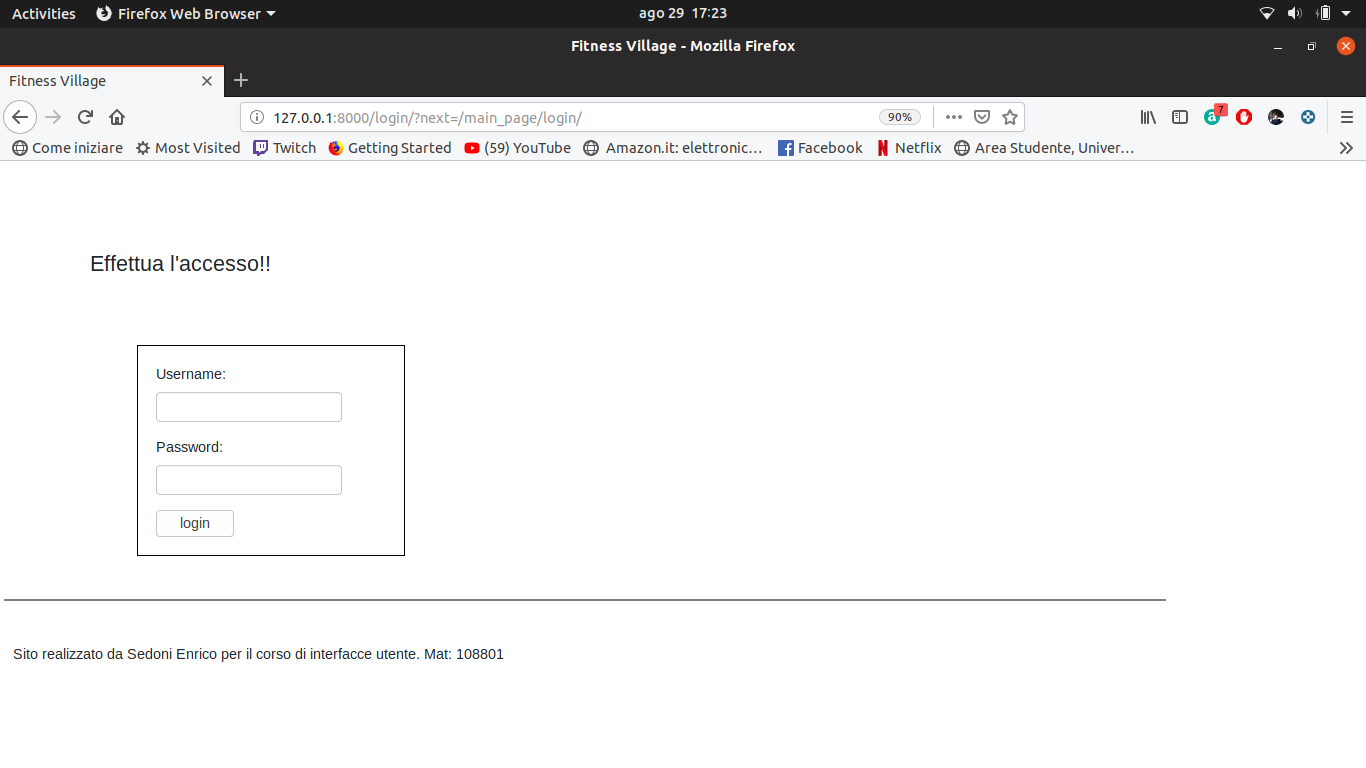 Activities Firefox Web Browser ago 29 17:23
Fitness Village - Mozilla Firefox
Fitness Village
127.0.0.1:8000/login/?next=/main_page/login/ 90% 7
Come iniziare Most Visited Twitch Getting Started (59) YouTube Amazon.it: elettronic… Facebook Netflix Area Studente, Univer…
Effettua l'accesso!!
Username:
Password:
login
Sito realizzato da Sedoni Enrico per il corso di interfacce utente. Mat: 108801